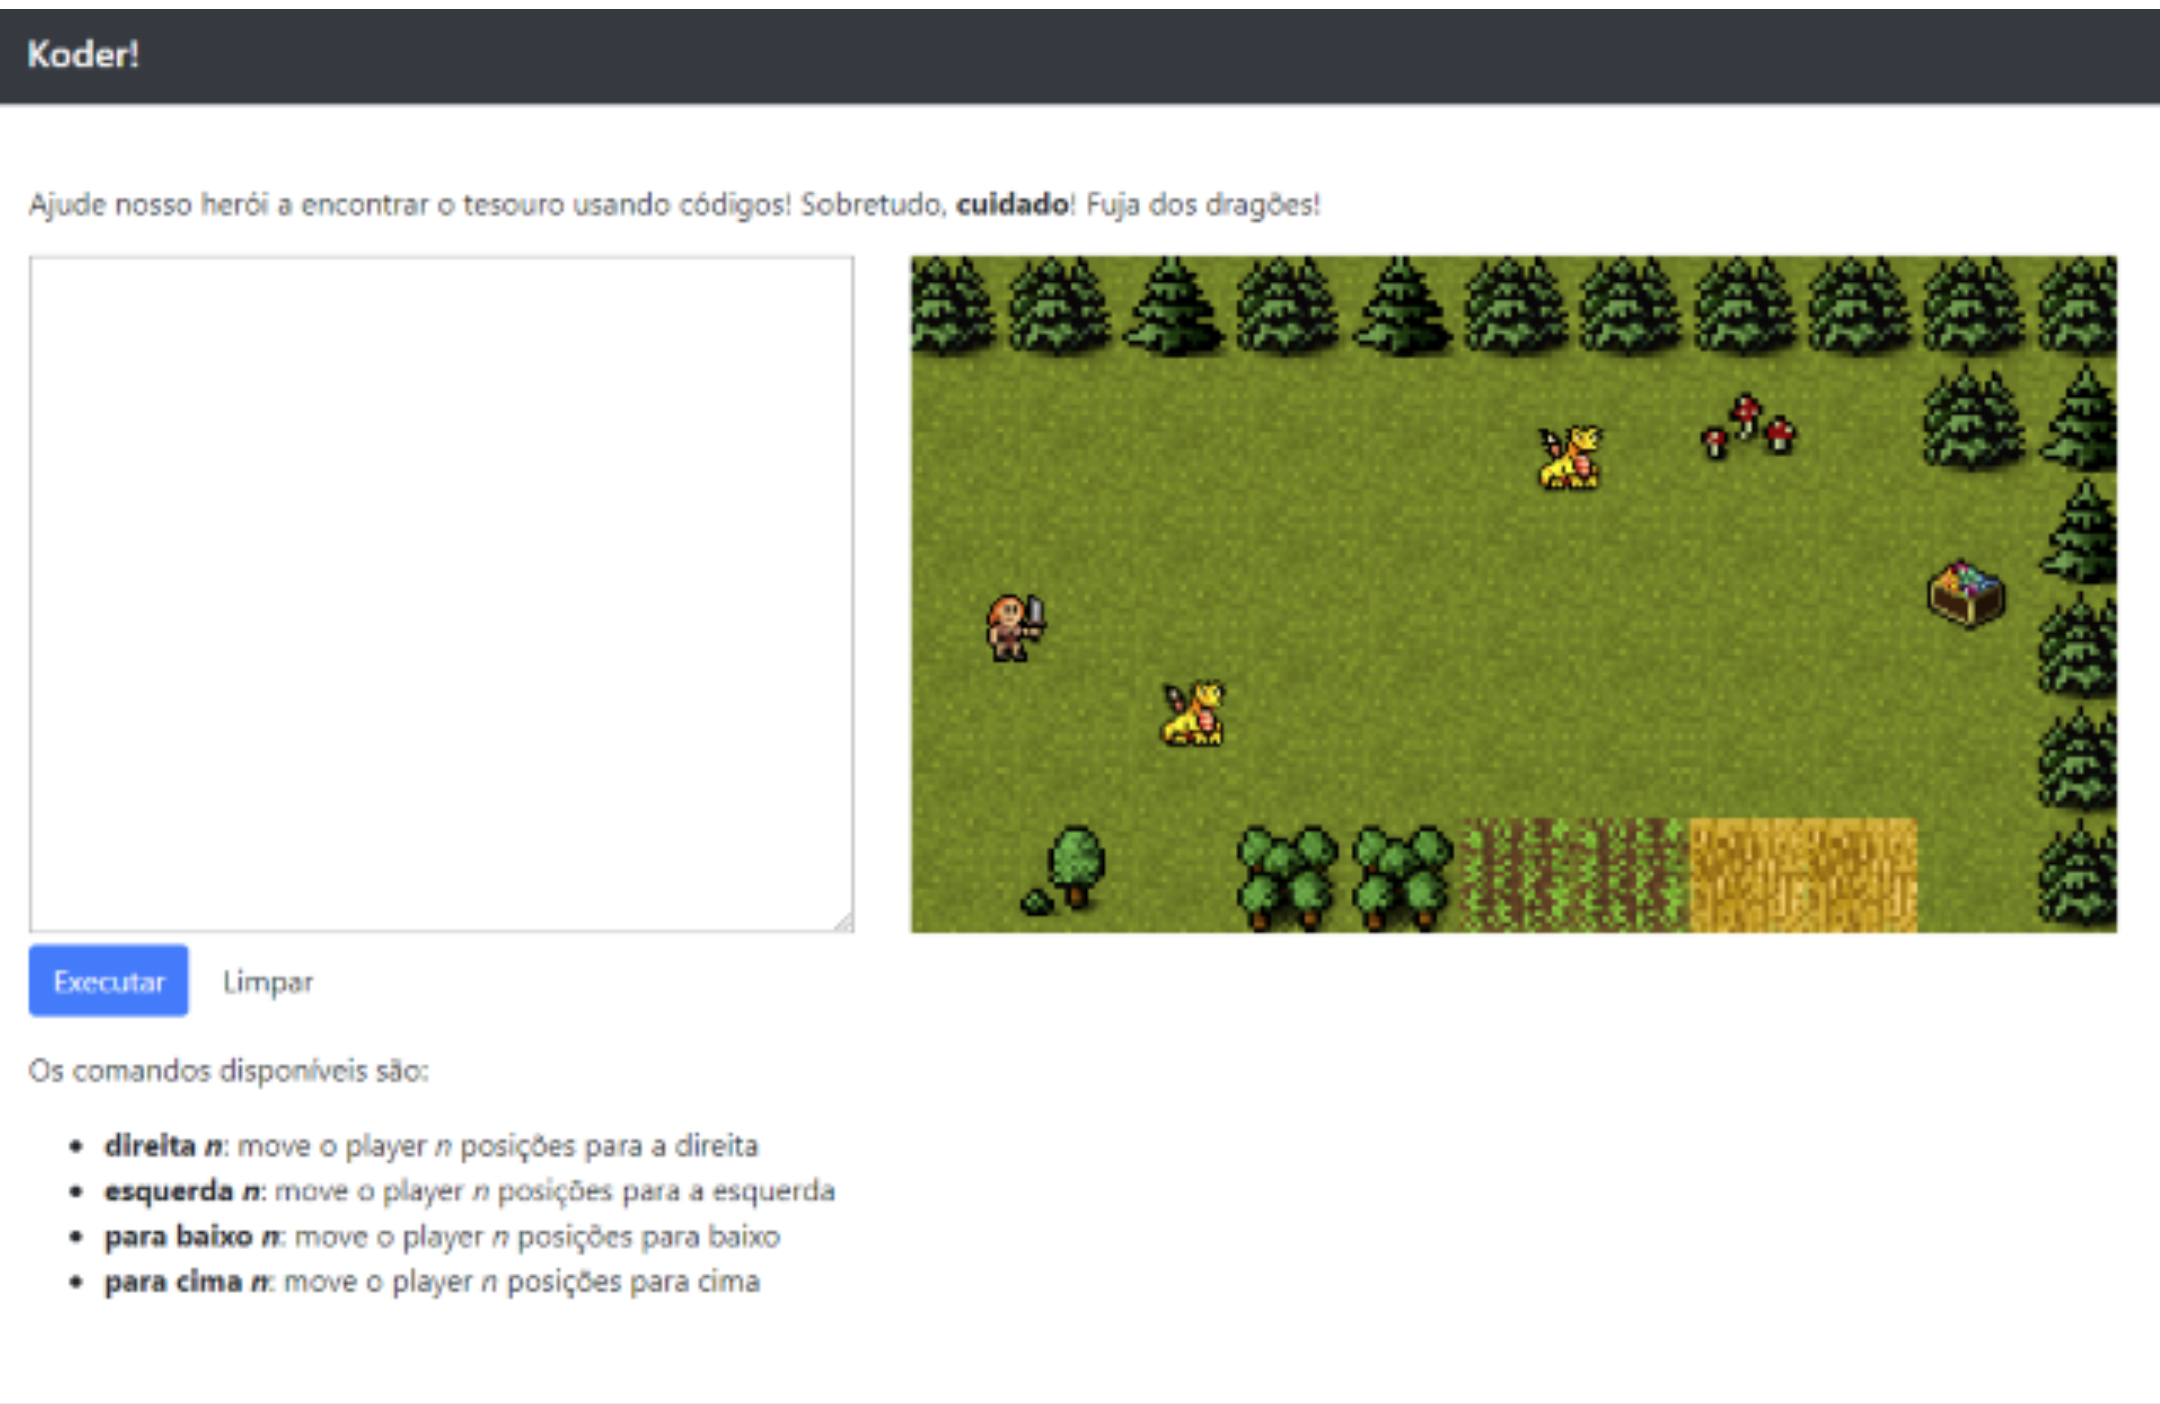 Koder!
Ajude nosso herói a encontrar o tesouro usando códigos! Sobretudo, cuidado! Fuja dos dragões!
Executar Limpar
Os comandos disponíveis são:
• direita n: move o player n posições para a direita
• esquerda n: move o player n posições para a esquerda
• para baixo n: move o player n posições para baixo
• para cima n: move o player n posições para cima